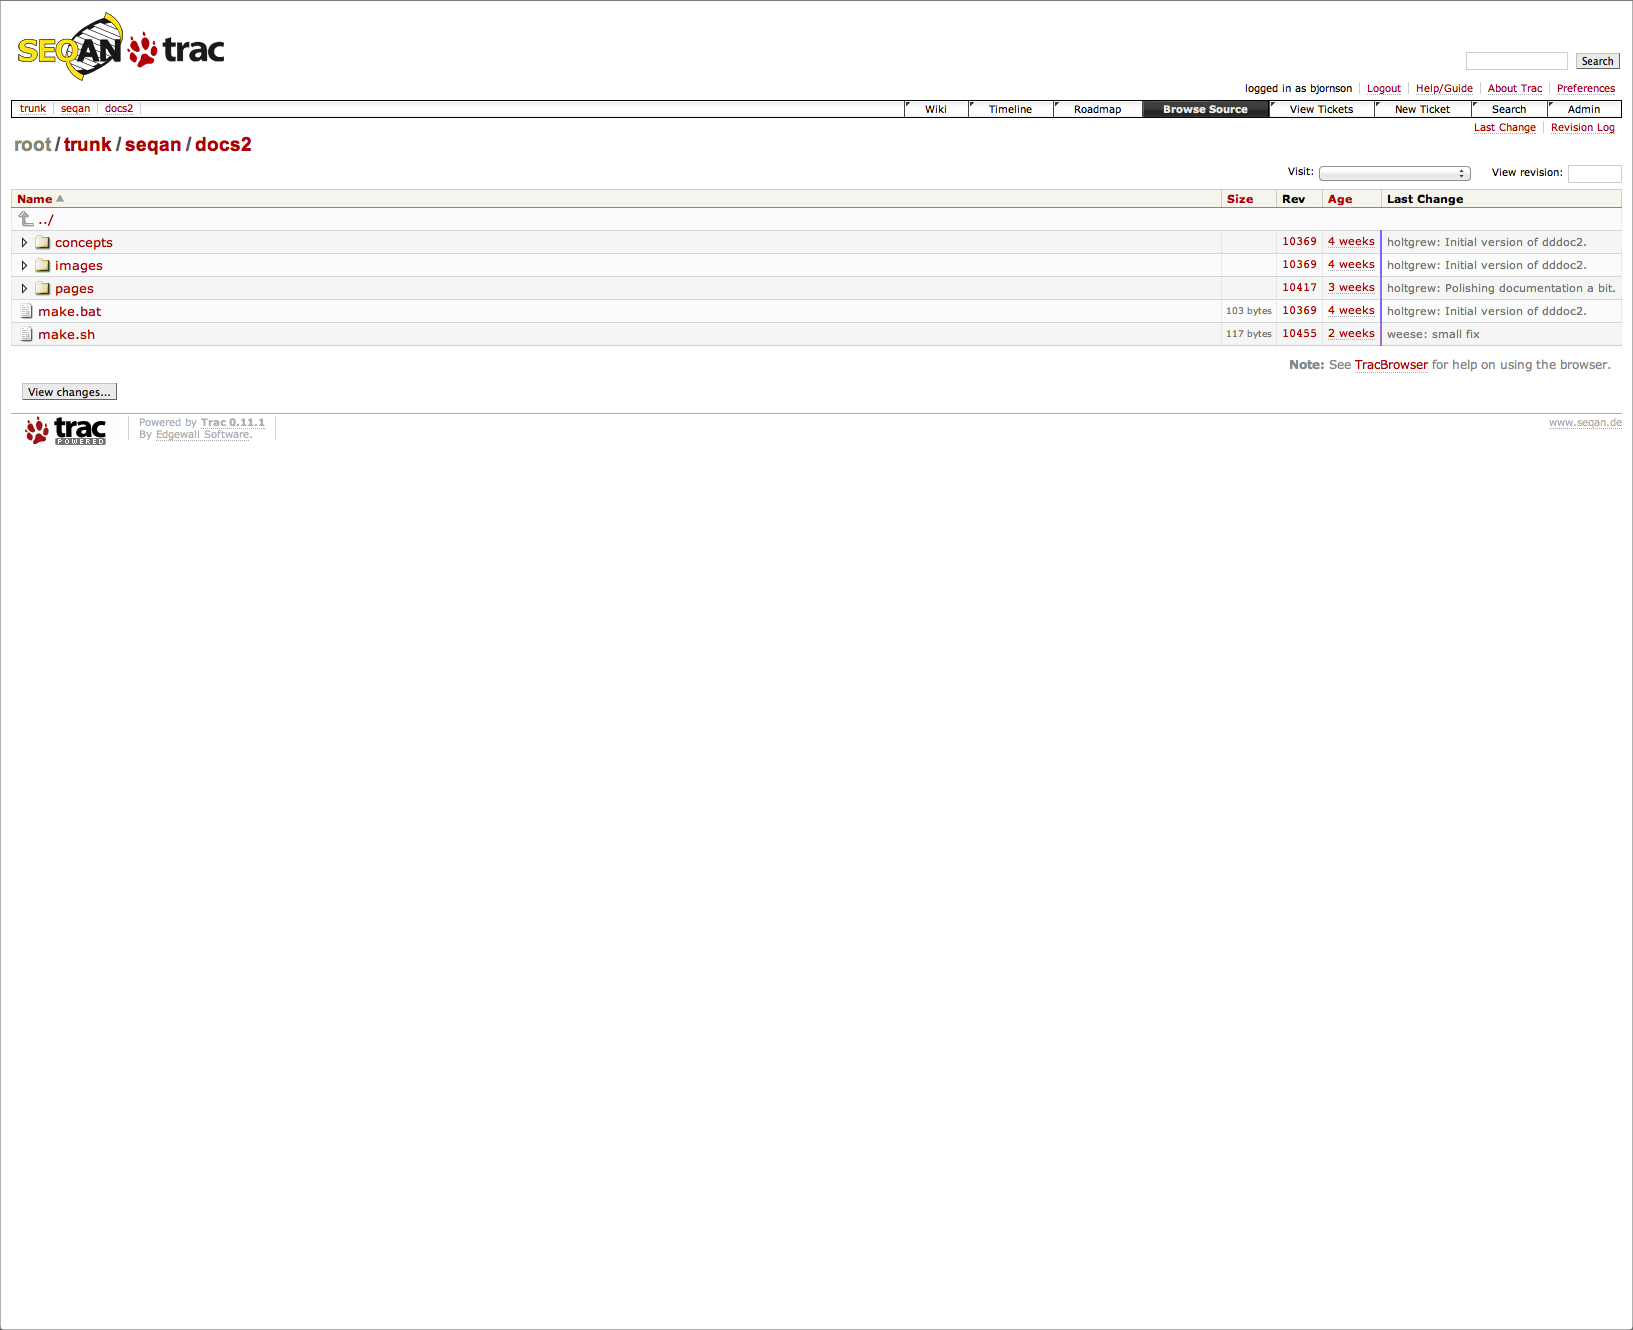 SEQAN trac
Search
logged in as bjornson Logout Help/Guide About Trac Preferences
trunk seqan docs2 Wiki Timeline Roadmap Browse Source View Tickets New Ticket Search Admin
Last Change Revision Log
root / trunk / seqan / docs2
Visit: View revision:
Name Size Rev Age Last Change
../
concepts 10369 4 weeks holtgrew: Initial version of dddoc2.
images 10369 4 weeks holtgrew: Initial version of dddoc2.
pages 10417 3 weeks holtgrew: Polishing documentation a bit.
make.bat 103 bytes 10369 4 weeks holtgrew: Initial version of dddoc2.
make.sh 117 bytes 10455 2 weeks weese: small fix
Note: See TracBrowser for help on using the browser.
View changes...
trac POWERED
Powered by Trac 0.11.1
By Edgewall Software.
www.seqan.de